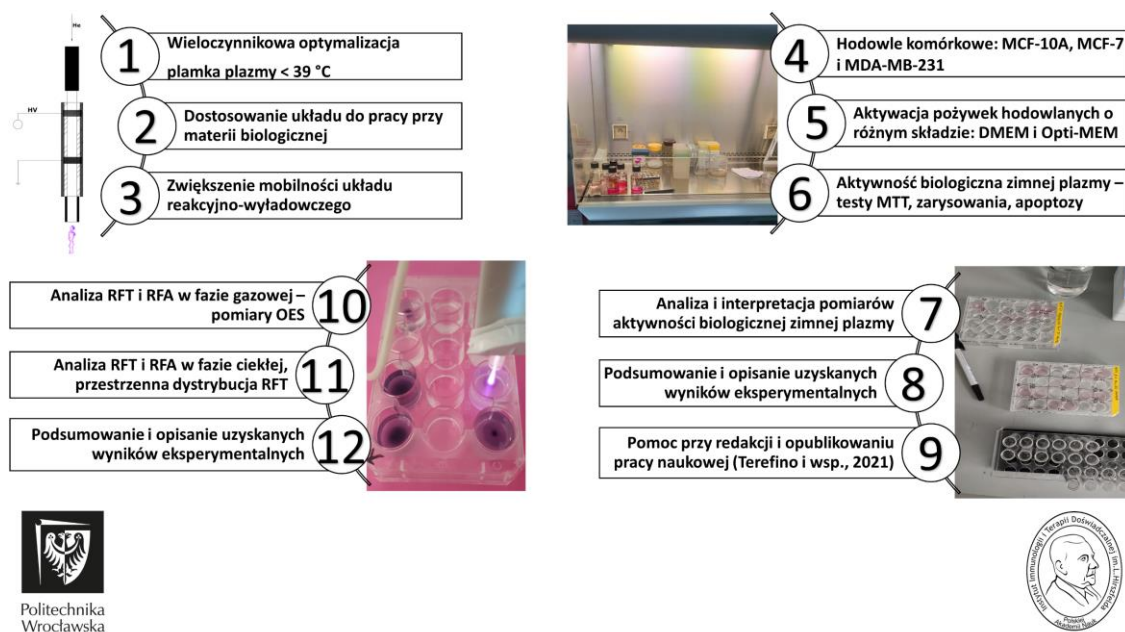 He
HV
1
Wieloczynnikowa optymalizacja
plamka plazmy < 39 °C
2
Dostosowanie układu do pracy przy
materii biologicznej
3
Zwiększenie mobilności układu
reakcyjno-wyładowczego
4
Hodowle komórkowe: MCF-10A, MCF-7
i MDA-MB-231
5
Aktywacja pożywek hodowlanych o
różnym składzie: DMEM i Opti-MEM
6
Aktywność biologiczna zimnej plazmy –
testy MTT, zarysowania, apoptozy
7
Analiza i interpretacja pomiarów
aktywności biologicznej zimnej plazmy
8
Podsumowanie i opisanie uzyskanych
wyników eksperymentalnych
9
Pomoc przy redakcji i opublikowaniu
pracy naukowej (Terefino i wsp., 2021)
10
Analiza RFT i RFA w fazie gazowej –
pomiary OES
11
Analiza RFT i RFA w fazie ciekłej,
przestrzenna dystrybucja RFT
12
Podsumowanie i opisanie uzyskanych
wyników eksperymentalnych
Politechnika
Wrocławska
Instytut Immunologii i Terapii Doświadczalnej im. L. Hirszfelda
Polskiej
Akademii Nauk